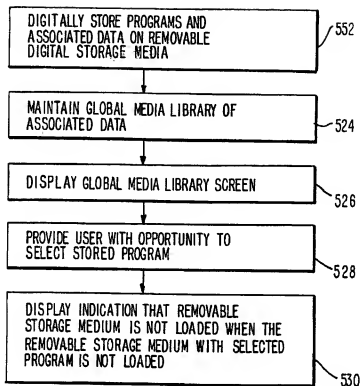 DIGITALLY STORE PROGRAMS AND
ASSOCIATED DATA ON REMOVABLE
DIGITAL STORAGE MEDIA
552
MAINTAIN GLOBAL MEDIA LIBRARY OF
ASSOCIATED DATA
524
DISPLAY GLOBAL MEDIA LIBRARY SCREEN
526
PROVIDE USER WITH OPPORTUNITY TO
SELECT STORED PROGRAM
528
DISPLAY INDICATION THAT REMOVABLE
STORAGE MEDIUM IS NOT LOADED WHEN THE
REMOVABLE STORAGE MEDIUM WITH SELECTED
PROGRAM IS NOT LOADED
530